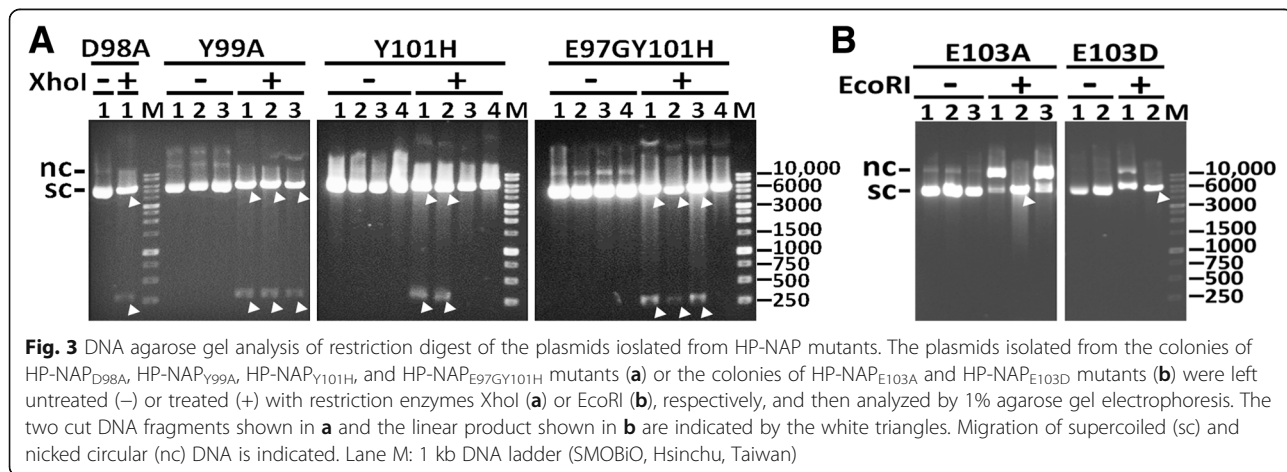 A
D98A Y99A Y101H E97GY101H
XhoI – + – + – + – +
1 1 M 1 2 3 1 2 3 1 2 3 4 1 2 3 4 M 1 2 3 4 1 2 3 4 M
nc-
sc-
–10,000
–6000
–3000
–1500
–1000
–750
–500
–250
B
E103A E103D
EcoRI – + – +
1 2 3 1 2 3 1 2 1 2 M
nc-
sc-
–10,000
–6000
–3000
–1500
–1000
–750
–500
–250
Fig. 3 DNA agarose gel analysis of restriction digest of the plasmids ioslated from HP-NAP mutants. The plasmids isolated from the colonies of
HP-NAPD98A, HP-NAPY99A, HP-NAPY101H, and HP-NAPE97GY101H mutants (a) or the colonies of HP-NAPE103A and HP-NAPE103D mutants (b) were left
untreated (−) or treated (+) with restriction enzymes XhoI (a) or EcoRI (b), respectively, and then analyzed by 1% agarose gel electrophoresis. The
two cut DNA fragments shown in a and the linear product shown in b are indicated by the white triangles. Migration of supercoiled (sc) and
nicked circular (nc) DNA is indicated. Lane M: 1 kb DNA ladder (SMOBiO, Hsinchu, Taiwan)